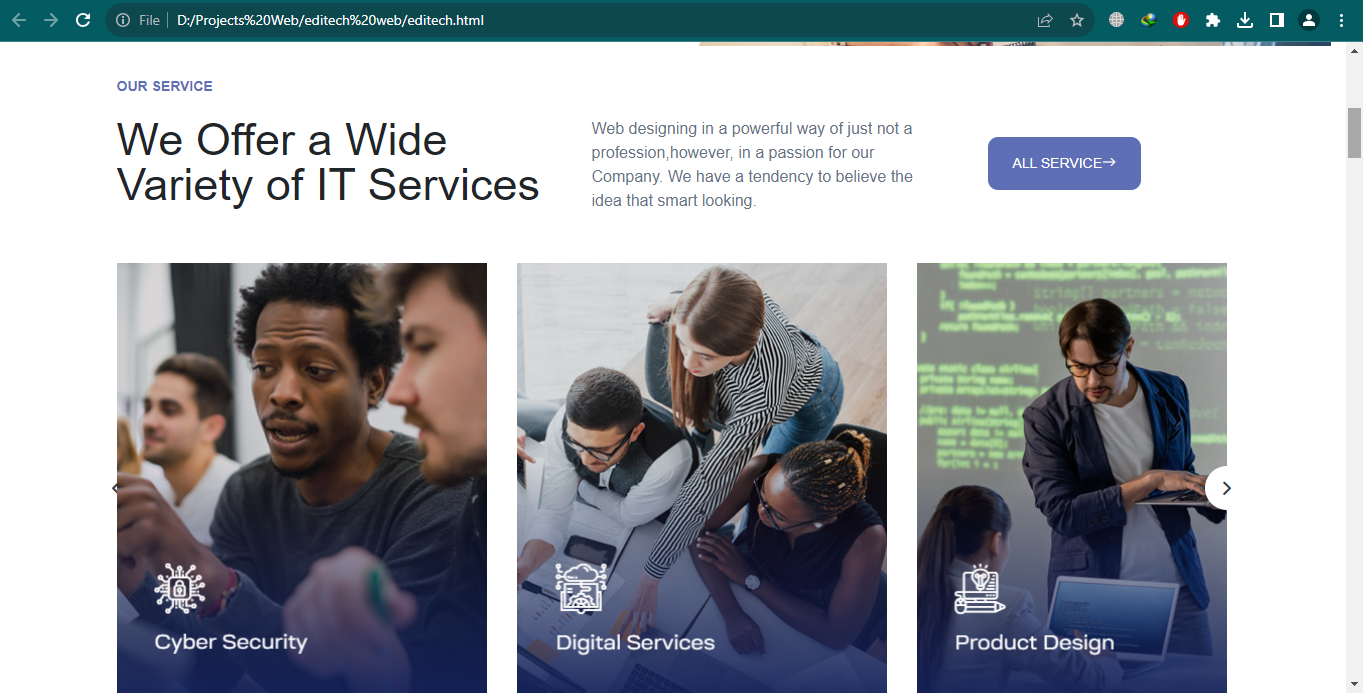 File
D:/Projects%20Web/editech%20web/editech.html
OUR SERVICE
We Offer a Wide
Variety of IT Services
Web designing in a powerful way of just not a
profession,however, in a passion for our
Company. We have a tendency to believe the
idea that smart looking.
ALL SERVICE
Cyber Security
Digital Services
Product Design